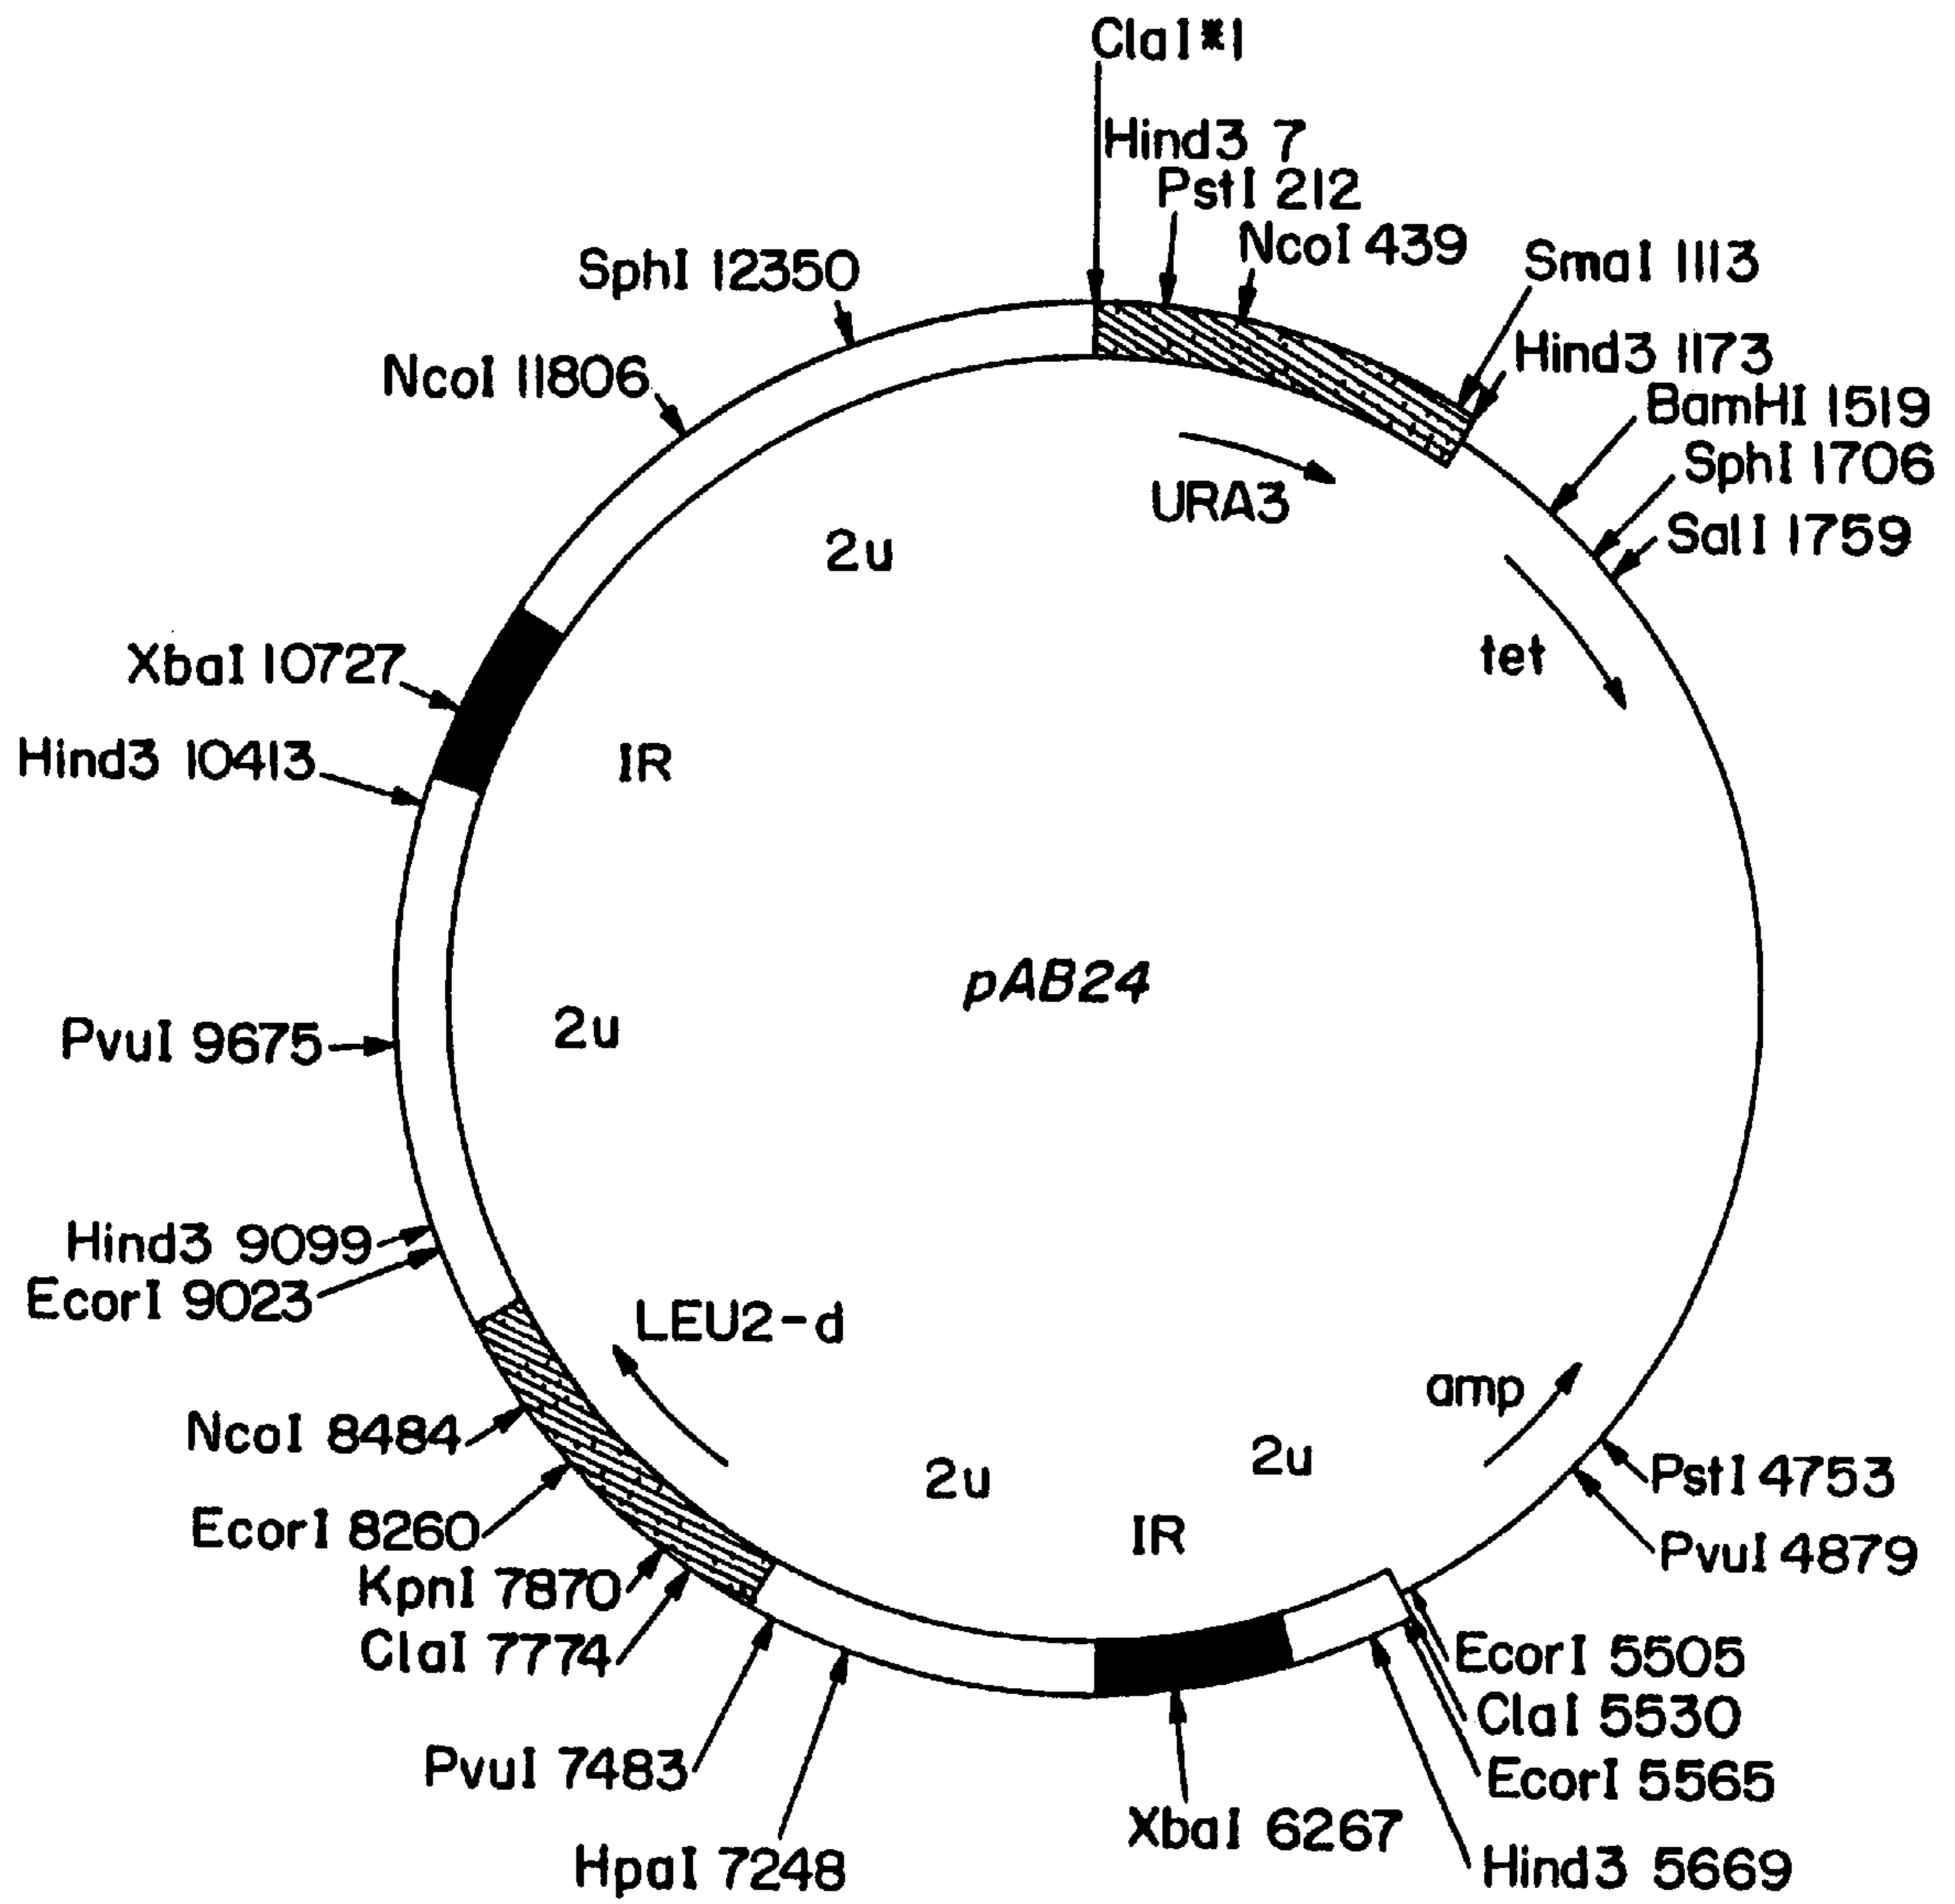 ClaI*1
Hind3 7
PstI 212
NcoI 439
SmaI 1113
Hind3 1173
BamHI 1519
SphI 1706
SalI 1759
SphI 12350
NcoI 11806
URA3
2u
tet
XbaI 10727
Hind3 10413
IR
pAB24
PvuI 9675
2u
Hind3 9099
EcorI 9023
LEU2-d
amp
NcoI 8484
2u
2u
PstI 4753
EcorI 8260
IR
PvuI 4879
KpnI 7870
ClaI 7774
EcorI 5505
ClaI 5530
PvuI 7483
EcorI 5565
XbaI 6267
HpaI 7248
Hind3 5669